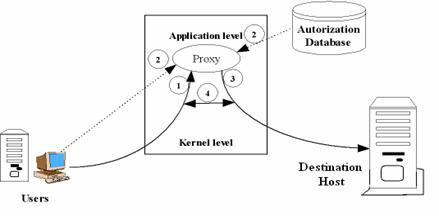 Application level
Autorization
Database
2
2
Proxy
1
3
4
Kernel level
Destination
Host
Users